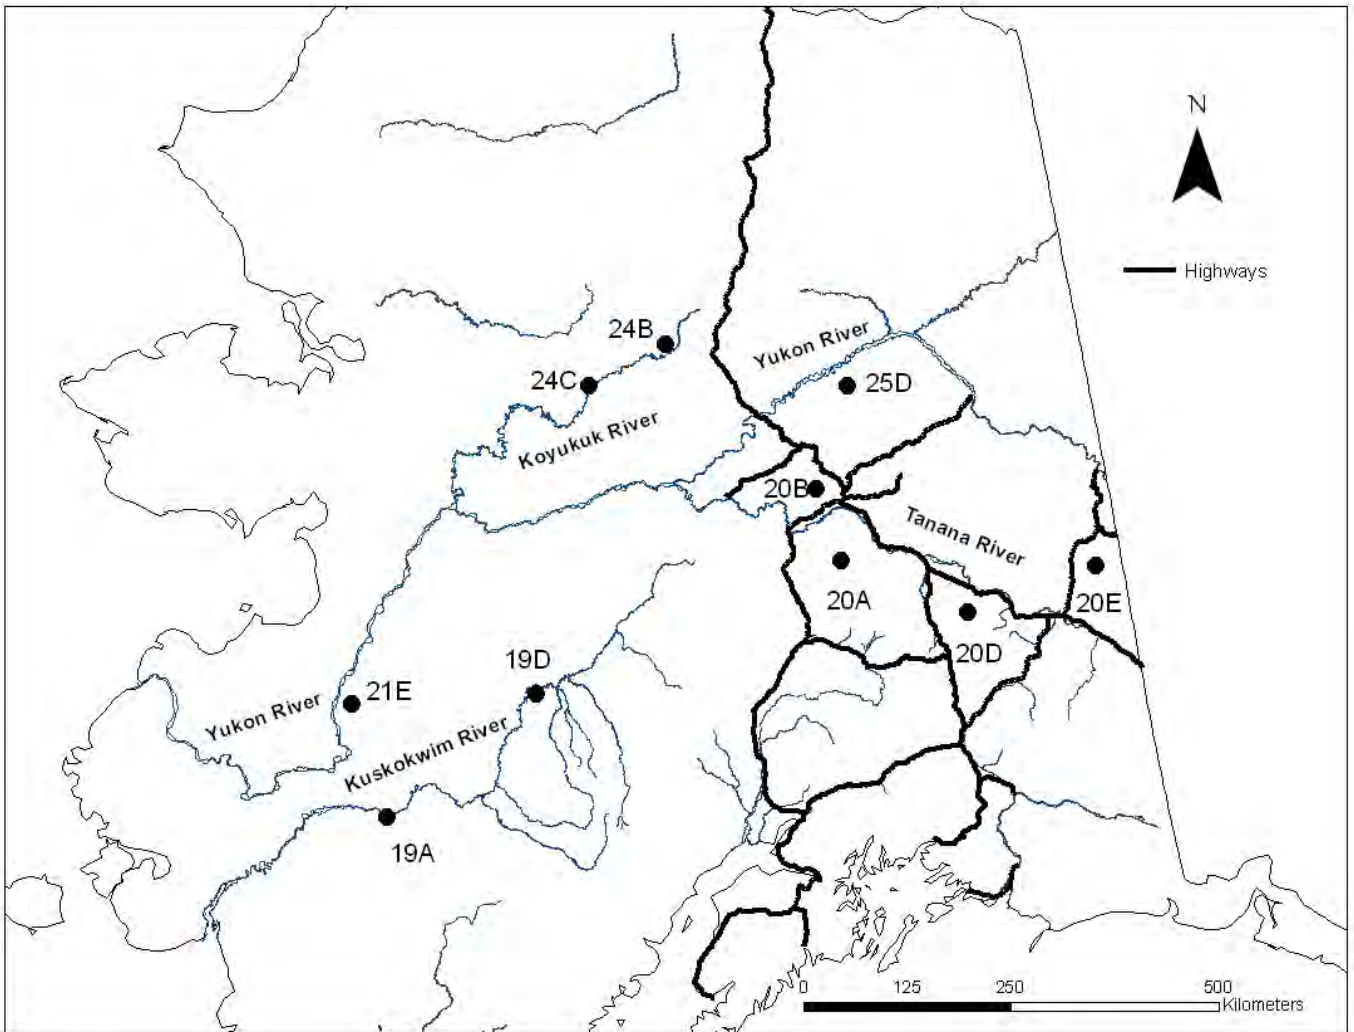 N
Highways
24B
Yukon River
24C
25D
Koyukuk River
20B
Tanana River
20A
20E
20D
19D
21E
Yukon River
Kuskokwim River
19A
0 125 250 500
Kilometers